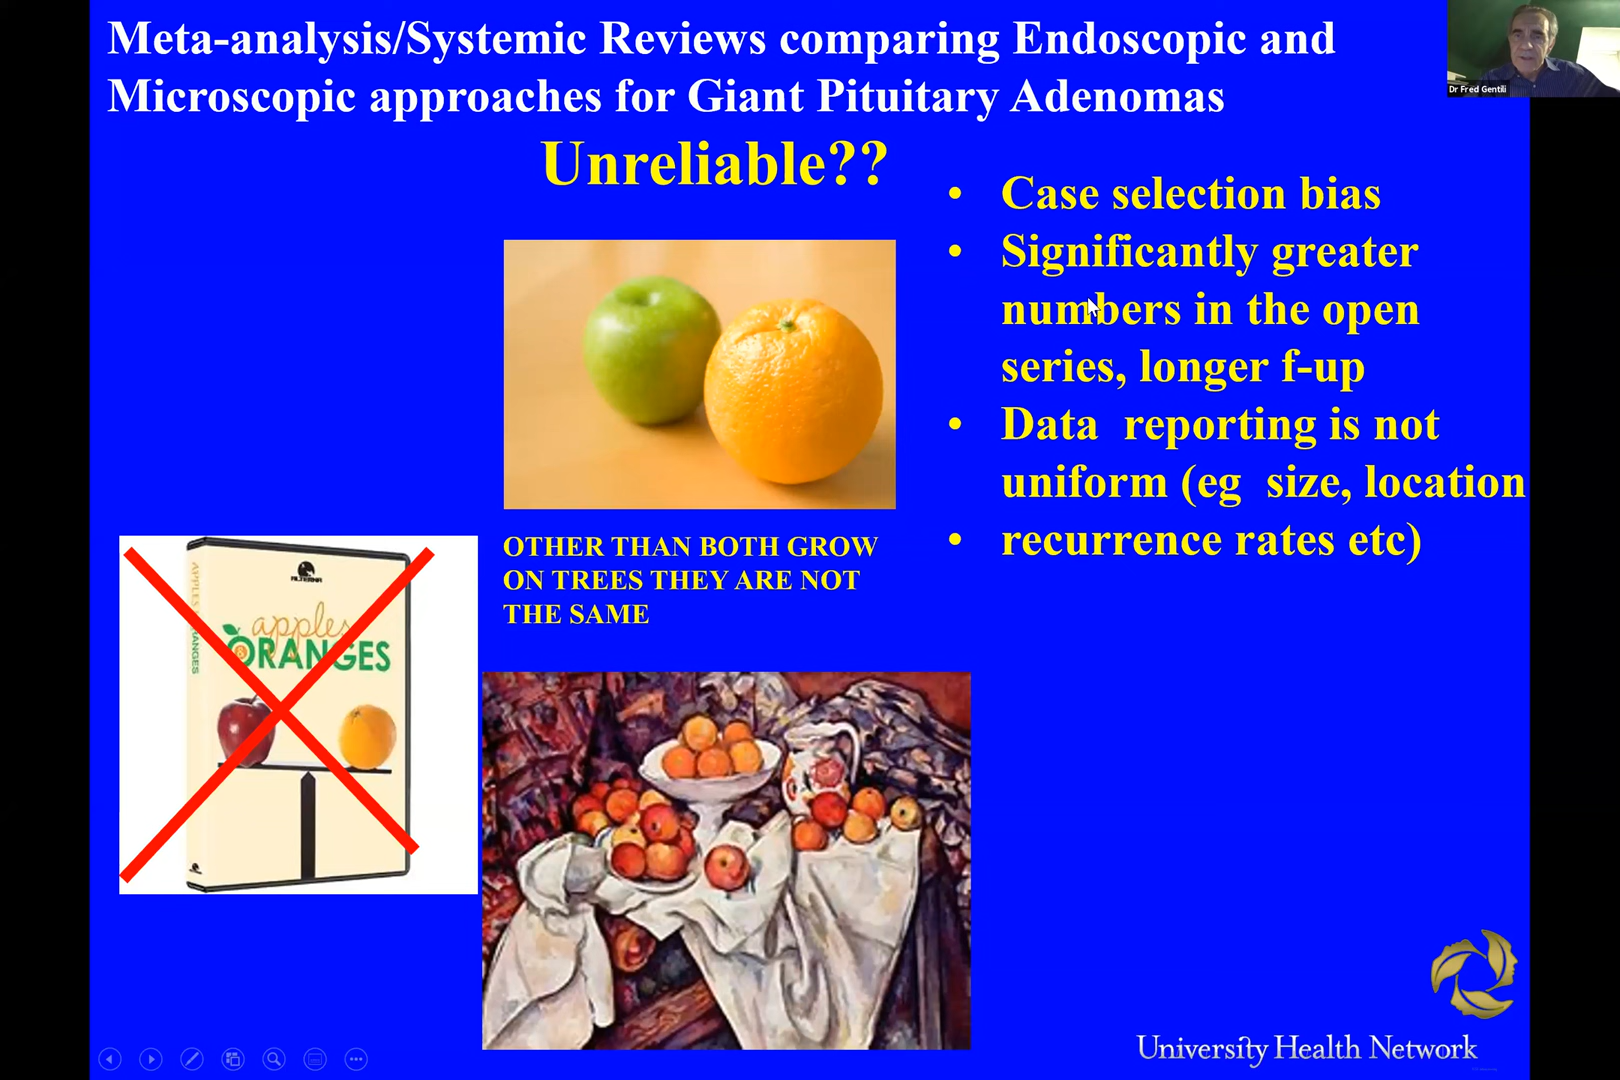 Meta-analysis/Systemic Reviews comparing Endoscopic and
Microscopic approaches for Giant Pituitary Adenomas
Dr Fred Gentili
Unreliable??
• Case selection bias
• Significantly greater
numbers in the open
series, longer f-up
• Data reporting is not
uniform (eg size, location
• recurrence rates etc)
OTHER THAN BOTH GROW
ON TREES THEY ARE NOT
THE SAME
ALTERNA
apples
& ORANGES
University Health Network